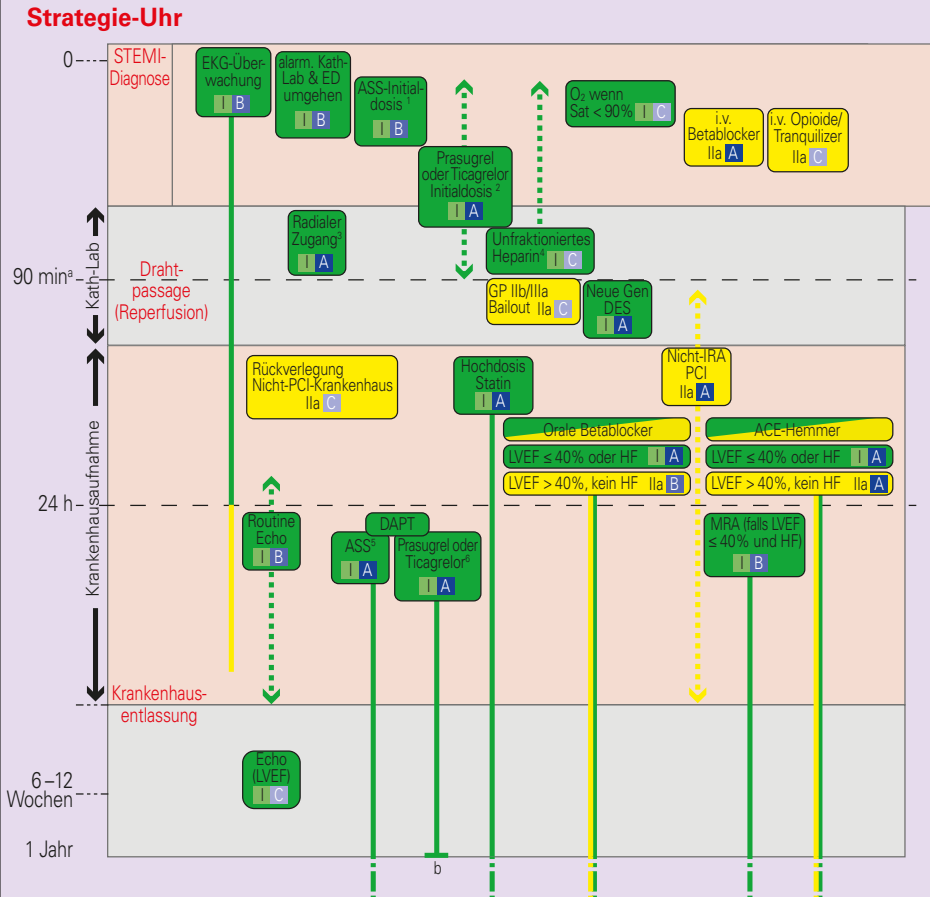 Strategie-Uhr
0
STEMI-
Diagnose
EKG-Über-
wachung
I B
alarm. Kath-
Lab & ED
umgehen
I B
ASS-Initial-
dosis 1
I B
Prasugrel
oder Ticagrelor
Initialdosis 2
I A
O2 wenn
Sat < 90% I C
i.v.
Betablocker
IIa A
i.v. Opioide/
Tranquilizer
IIa C
Kath-Lab
90 min a
Draht-
passage
(Reperfusion)
Radialer
Zugang3
I A
Unfraktioniertes
Heparin4 I C
GP IIb/IIIa
Bailout IIa C
Neue Gen
DES
I A
Krankenhausaufnahme
Rückverlegung
Nicht-PCI-Krankenhaus
IIa C
Hochdosis
Statin
I A
Nicht-IRA
PCI
IIa A
Orale Betablocker
LVEF ≤ 40% oder HF I A
LVEF > 40%, kein HF IIa B
ACE-Hemmer
LVEF ≤ 40% oder HF I A
LVEF > 40%, kein HF IIa A
24 h
Routine
Echo
I B
DAPT
ASS5
I A
Prasugrel oder
Ticagrelor6
I A
MRA (falls LVEF
≤ 40% und HF)
I B
Krankenhaus-
entlassung
Echo
(LVEF)
I C
6–12
Wochen
1 Jahr
b